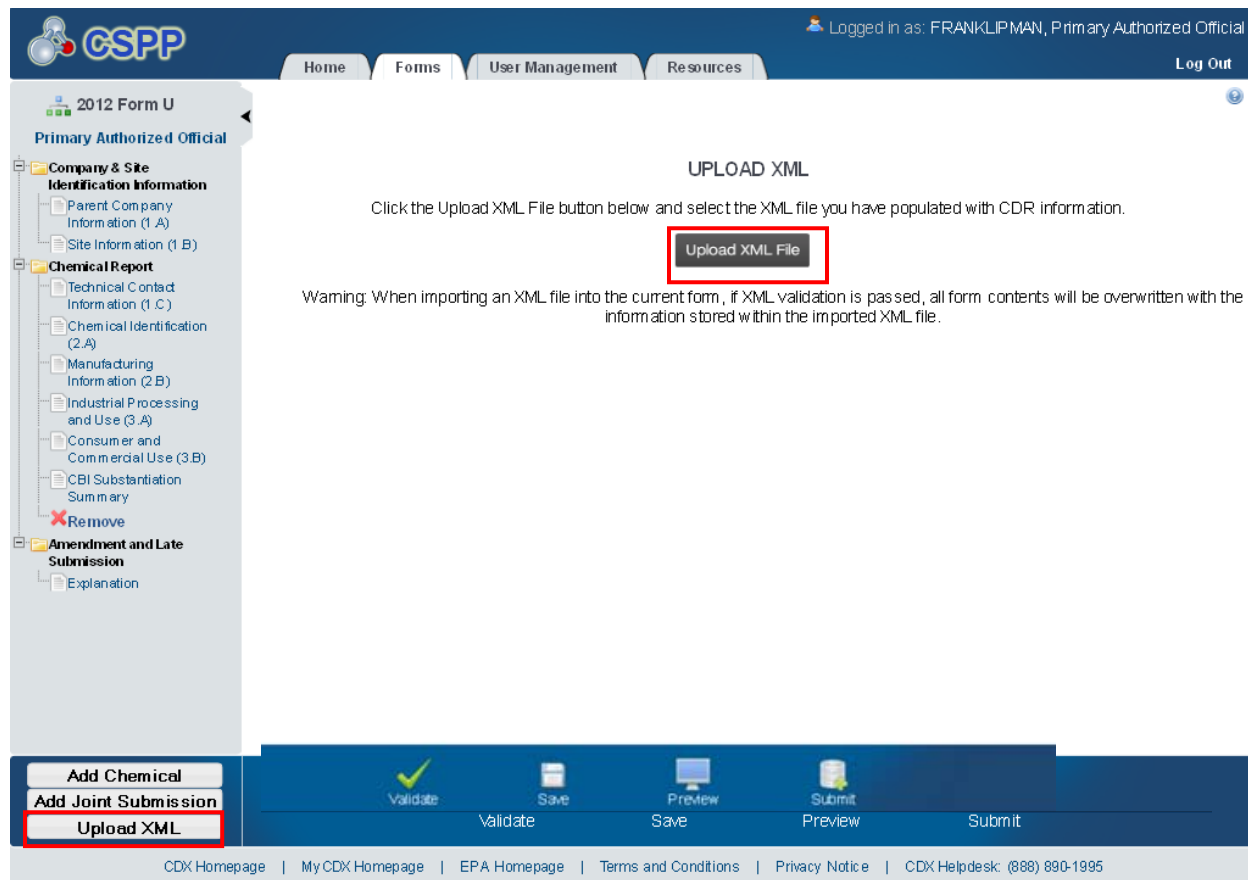 CSPP
Logged in as: FRANKLIPMAN, Primary Authorized Official
Home
Forms
User Management
Resources
Log Out
2012 Form U
Primary Authorized Official
Company & Site
Identification Information
Parent Company
Information (1.A)
Site Information (1.B)
Chemical Report
Technical Contact
Information (1.C)
Chemical Identification
(2.A)
Manufacturing
Information (2.B)
Industrial Processing
and Use (3.A)
Consumer and
Commercial Use (3.B)
CBI Substantiation
Summary
Remove
Amendment and Late
Submission
Explanation
UPLOAD XML
Click the Upload XML File button below and select the XML file you have populated with CDR information.
Upload XML File
Warning: When importing an XML file into the current form, if XML validation is passed, all form contents will be overwritten with the
information stored within the imported XML file.
Add Chemical
Add Joint Submission
Upload XML
Validate
Save
Preview
Submit
Validate
Save
Preview
Submit
CDX Homepage | MyCDX Homepage | EPA Homepage | Terms and Conditions | Privacy Notice | CDX Helpdesk: (888) 890-1995